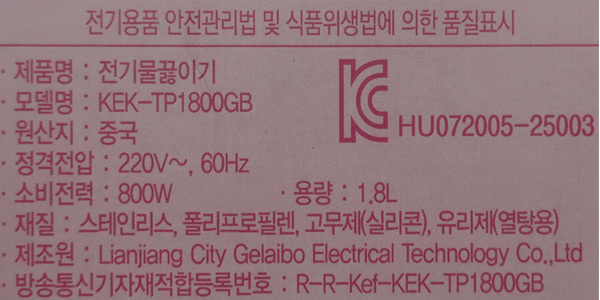 전기용품 안전관리법 및 식품위생법에 의한 품질표시
· 제품명 : 전기물끓이기
· 모델명 : KEK-TP1800GB
· 원산지 : 중국
KC HU072005-25003
· 정격전압 : 220V~, 60Hz
· 소비전력 : 800W · 용량 : 1.8L
· 재질 : 스테인리스, 폴리프로필렌, 고무제(실리콘), 유리제(열탕용)
· 제조원 : Lianjiang City Gelaibo Electrical Technology Co.,Ltd
· 방송통신기자재적합등록번호 : R-R-Kef-KEK-TP1800GB